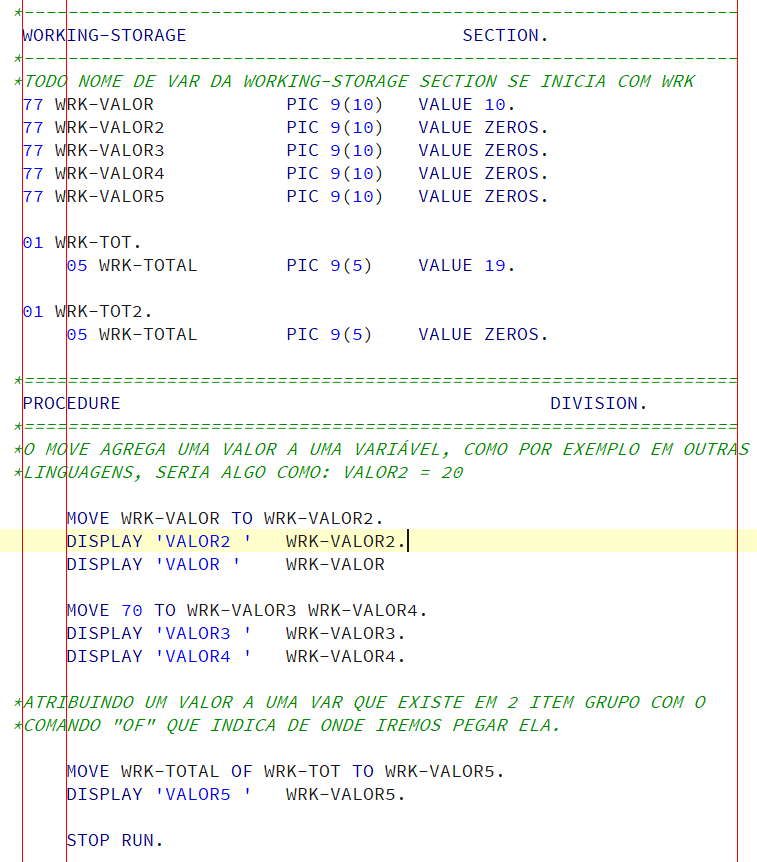 *-----------------------------------------------------------------
WORKING-STORAGE                         SECTION.
*-----------------------------------------------------------------
*TODO NOME DE VAR DA WORKING-STORAGE SECTION SE INICIA COM WRK
77 WRK-VALOR            PIC 9(10)   VALUE 10.
77 WRK-VALOR2           PIC 9(10)   VALUE ZEROS.
77 WRK-VALOR3           PIC 9(10)   VALUE ZEROS.
77 WRK-VALOR4           PIC 9(10)   VALUE ZEROS.
77 WRK-VALOR5           PIC 9(10)   VALUE ZEROS.
01 WRK-TOT.
    05 WRK-TOTAL        PIC 9(5)    VALUE 19.
01 WRK-TOT2.
    05 WRK-TOTAL        PIC 9(5)    VALUE ZEROS.
*=================================================================
PROCEDURE                                       DIVISION.
*=================================================================
*O MOVE AGREGA UMA VALOR A UMA VARIÁVEL, COMO POR EXEMPLO EM OUTRAS
*LINGUAGENS, SERIA ALGO COMO: VALOR2 = 20
    MOVE WRK-VALOR TO WRK-VALOR2.
    DISPLAY 'VALOR2 '   WRK-VALOR2.
    DISPLAY 'VALOR '    WRK-VALOR
    MOVE 70 TO WRK-VALOR3 WRK-VALOR4.
    DISPLAY 'VALOR3 '   WRK-VALOR3.
    DISPLAY 'VALOR4 '   WRK-VALOR4.
*ATRIBUINDO UM VALOR A UMA VAR QUE EXISTE EM 2 ITEM GRUPO COM O
*COMANDO "OF" QUE INDICA DE ONDE IREMOS PEGAR ELA.
    MOVE WRK-TOTAL OF WRK-TOT TO WRK-VALOR5.
    DISPLAY 'VALOR5 '   WRK-VALOR5.
    STOP RUN.